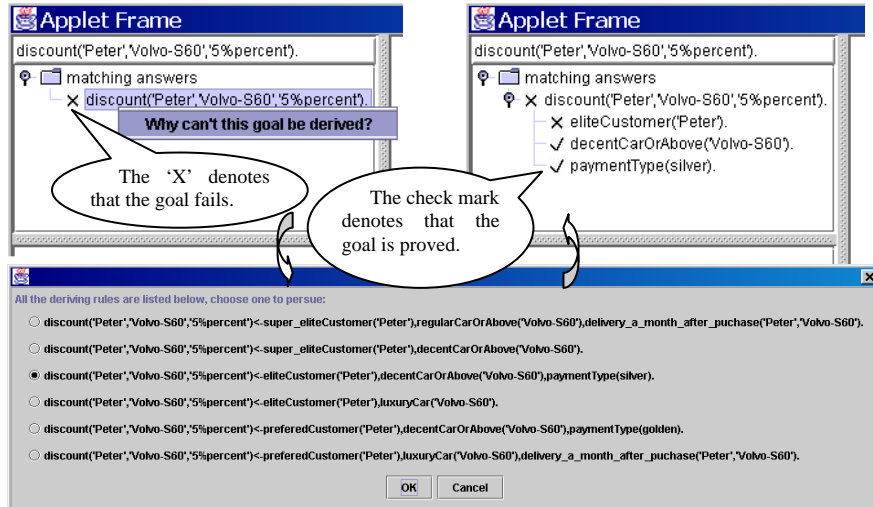 Applet Frame
discount('Peter','Volvo-S60','5%percent').
matching answers
discount('Peter','Volvo-S60','5%percent').
Why can't this goal be derived?
The 'X' denotes
that the goal fails.
Applet Frame
discount('Peter','Volvo-S60','5%percent').
matching answers
discount('Peter','Volvo-S60','5%percent').
eliteCustomer('Peter').
decentCarOrAbove('Volvo-S60').
paymentType(silver).
The check mark
denotes that the
goal is proved.
All the deriving rules are listed below, choose one to persue:
discount('Peter','Volvo-S60','5%percent')<-super_eliteCustomer('Peter'),regularCarOrAbove('Volvo-S60'),delivery_a_month_after_puchase('Peter','Volvo-S60').
discount('Peter','Volvo-S60','5%percent')<-super_eliteCustomer('Peter'),decentCarOrAbove('Volvo-S60').
discount('Peter','Volvo-S60','5%percent')<-eliteCustomer('Peter'),decentCarOrAbove('Volvo-S60'),paymentType(silver).
discount('Peter','Volvo-S60','5%percent')<-eliteCustomer('Peter'),luxuryCar('Volvo-S60').
discount('Peter','Volvo-S60','5%percent')<-preferedCustomer('Peter'),decentCarOrAbove('Volvo-S60'),paymentType(golden).
discount('Peter','Volvo-S60','5%percent')<-preferedCustomer('Peter'),luxuryCar('Volvo-S60'),delivery_a_month_after_puchase('Peter','Volvo-S60').
OK Cancel